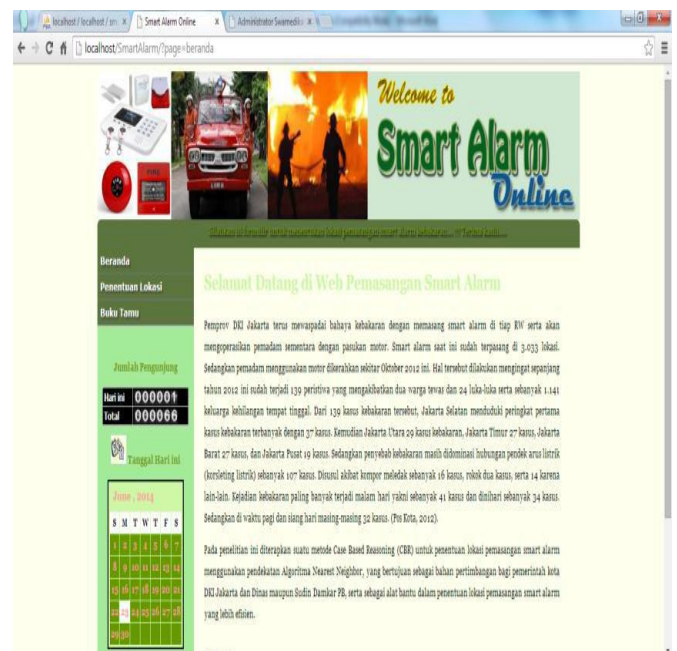 localhost / localhost / sm
Smart Alarm Online
Administrator Swamedika
localhost/SmartAlarm/?page=beranda
Welcome to
Smart Alarm
Online
Silahkan isi formulir untuk menentukan lokasi pemasangan smart alarm kebakaran... !!! Terima kasih.....
Beranda
Penentuan Lokasi
Buku Tamu
Jumlah Pengunjung
Hari ini 000001
Total 000066
Tanggal Hari ini
June , 2014
S M T W T F S
1 2 3 4 5 6 7
8 9 10 11 12 13 14
15 16 17 18 19 20 21
22 23 24 25 26 27 28
29 30
Selamat Datang di Web Pemasangan Smart Alarm
Pemprov DKI Jakarta terus mewaspadai bahaya kebakaran dengan memasang smart alarm di tiap RW serta akan
mengoperasikan pemadam sementara dengan pasukan motor. Smart alarm saat ini sudah terpasang di 3.033 lokasi.
Sedangkan pemadam menggunakan motor dikerahkan sekitar Oktober 2012 ini. Hal tersebut dilakukan mengingat sepanjang
tahun 2012 ini sudah terjadi 139 peristiwa yang mengakibatkan dua warga tewas dan 24 luka-luka serta sebanyak 1.141
keluarga kehilangan tempat tinggal. Dari 139 kasus kebakaran tersebut, Jakarta Selatan menduduki peringkat pertama
kasus kebakaran terbanyak dengan 37 kasus. Kemudian Jakarta Utara 29 kasus kebakaran, Jakarta Timur 27 kasus, Jakarta
Barat 27 kasus, dan Jakarta Pusat 19 kasus. Sedangkan penyebab kebakaran masih didominasi hubungan pendek arus listrik
(korsleting listrik) sebanyak 107 kasus. Disusul akibat kompor meledak sebanyak 16 kasus, rokok dua kasus, serta 14 karena
lain-lain. Kejadian kebakaran paling banyak terjadi malam hari yakni sebanyak 41 kasus dan dinihari sebanyak 34 kasus.
Sedangkan di waktu pagi dan siang hari masing-masing 32 kasus. (Pos Kota, 2012).
Pada penelitian ini diterapkan suatu metode Case Based Reasoning (CBR) untuk penentuan lokasi pemasangan smart alarm
menggunakan pendekatan Algoritma Nearest Neighbor, yang bertujuan sebagai bahan pertimbangan bagi pemerintah kota
DKI Jakarta dan Dinas maupun Sudin Damkar PB, serta sebagai alat bantu dalam penentuan lokasi pemasangan smart alarm
yang lebih efisien.